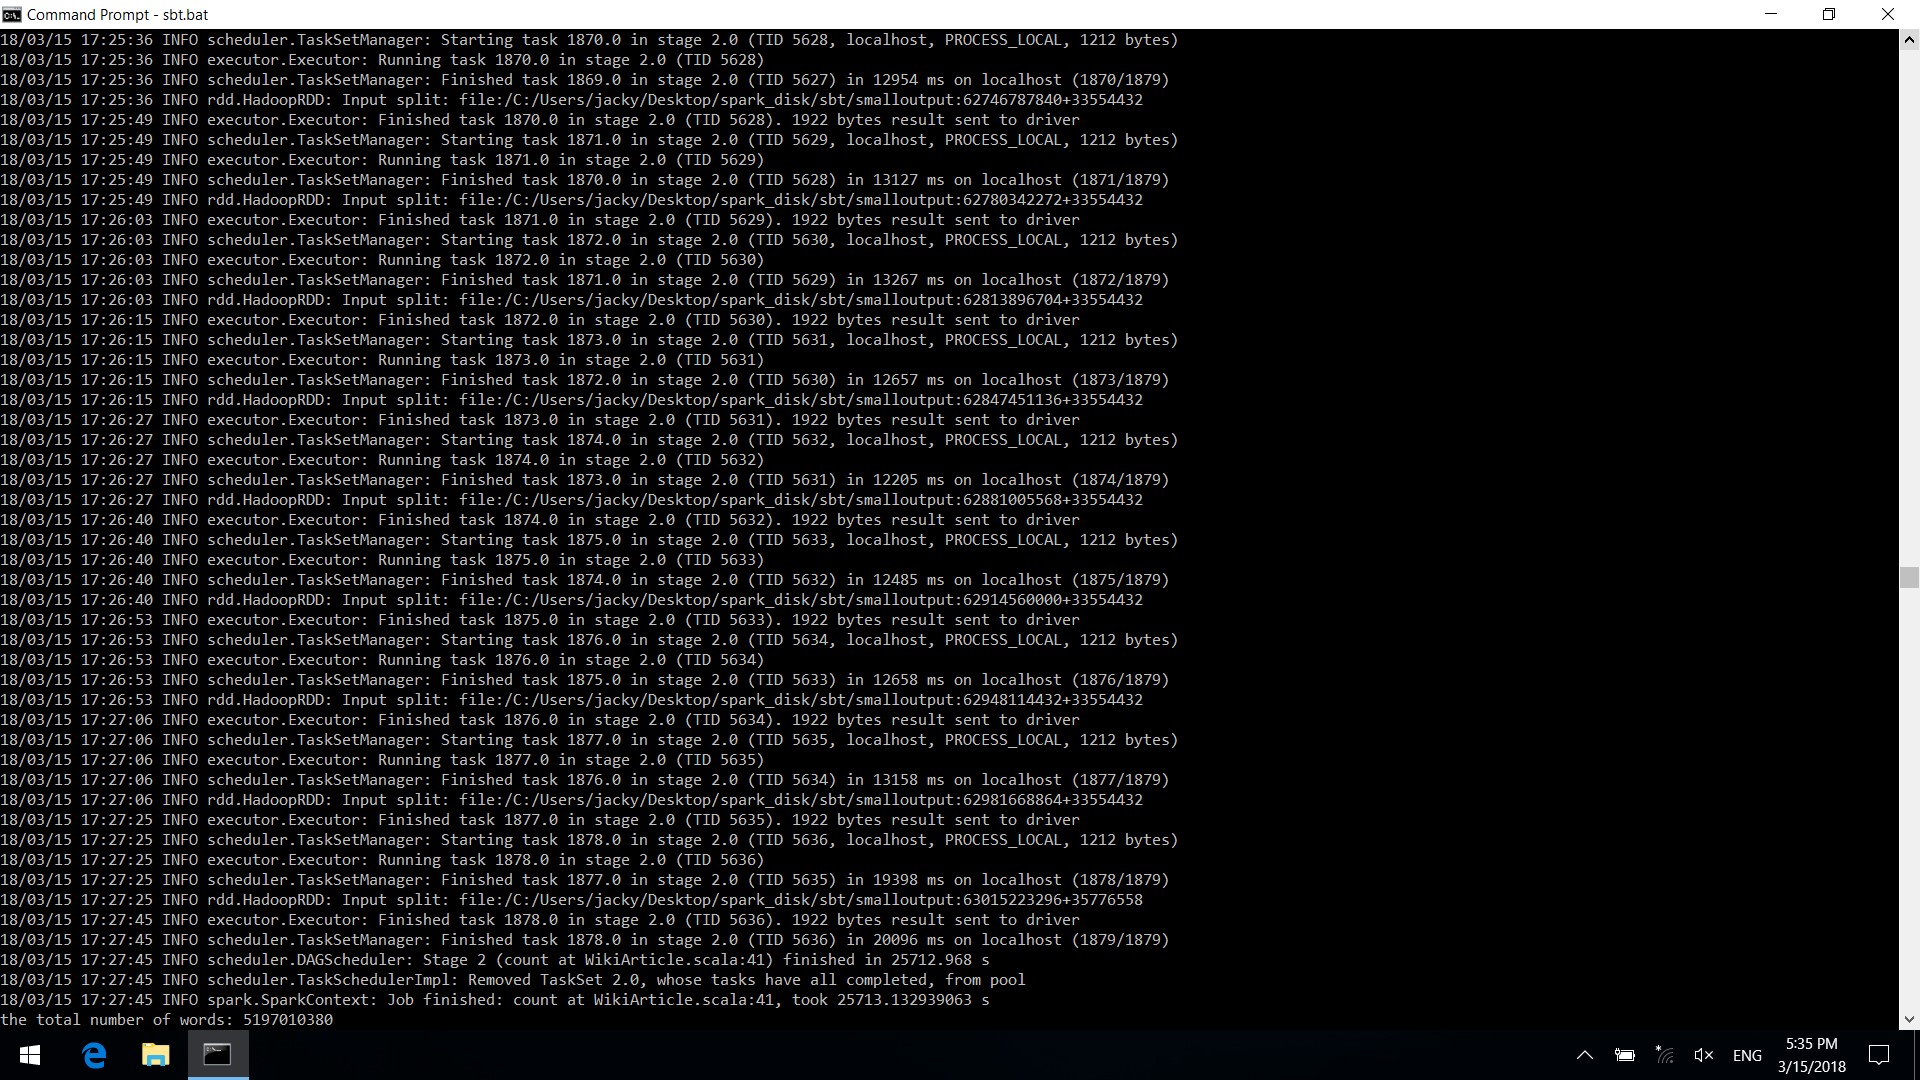 Command Prompt - sbt.bat
18/03/15 17:25:36 INFO scheduler.TaskSetManager: Starting task 1870.0 in stage 2.0 (TID 5628, localhost, PROCESS_LOCAL, 1212 bytes)
18/03/15 17:25:36 INFO executor.Executor: Running task 1870.0 in stage 2.0 (TID 5628)
18/03/15 17:25:36 INFO scheduler.TaskSetManager: Finished task 1869.0 in stage 2.0 (TID 5627) in 12954 ms on localhost (1870/1879)
18/03/15 17:25:36 INFO rdd.HadoopRDD: Input split: file:/C:/Users/jacky/Desktop/spark_disk/sbt/smalloutput:62746787840+33554432
18/03/15 17:25:49 INFO executor.Executor: Finished task 1870.0 in stage 2.0 (TID 5628). 1922 bytes result sent to driver
18/03/15 17:25:49 INFO scheduler.TaskSetManager: Starting task 1871.0 in stage 2.0 (TID 5629, localhost, PROCESS_LOCAL, 1212 bytes)
18/03/15 17:25:49 INFO executor.Executor: Running task 1871.0 in stage 2.0 (TID 5629)
18/03/15 17:25:49 INFO scheduler.TaskSetManager: Finished task 1870.0 in stage 2.0 (TID 5628) in 13127 ms on localhost (1871/1879)
18/03/15 17:25:49 INFO rdd.HadoopRDD: Input split: file:/C:/Users/jacky/Desktop/spark_disk/sbt/smalloutput:62780342272+33554432
18/03/15 17:26:03 INFO executor.Executor: Finished task 1871.0 in stage 2.0 (TID 5629). 1922 bytes result sent to driver
18/03/15 17:26:03 INFO scheduler.TaskSetManager: Starting task 1872.0 in stage 2.0 (TID 5630, localhost, PROCESS_LOCAL, 1212 bytes)
18/03/15 17:26:03 INFO executor.Executor: Running task 1872.0 in stage 2.0 (TID 5630)
18/03/15 17:26:03 INFO scheduler.TaskSetManager: Finished task 1871.0 in stage 2.0 (TID 5629) in 13267 ms on localhost (1872/1879)
18/03/15 17:26:03 INFO rdd.HadoopRDD: Input split: file:/C:/Users/jacky/Desktop/spark_disk/sbt/smalloutput:62813896704+33554432
18/03/15 17:26:15 INFO executor.Executor: Finished task 1872.0 in stage 2.0 (TID 5630). 1922 bytes result sent to driver
18/03/15 17:26:15 INFO scheduler.TaskSetManager: Starting task 1873.0 in stage 2.0 (TID 5631, localhost, PROCESS_LOCAL, 1212 bytes)
18/03/15 17:26:15 INFO executor.Executor: Running task 1873.0 in stage 2.0 (TID 5631)
18/03/15 17:26:15 INFO scheduler.TaskSetManager: Finished task 1872.0 in stage 2.0 (TID 5630) in 12657 ms on localhost (1873/1879)
18/03/15 17:26:15 INFO rdd.HadoopRDD: Input split: file:/C:/Users/jacky/Desktop/spark_disk/sbt/smalloutput:62847451136+33554432
18/03/15 17:26:27 INFO executor.Executor: Finished task 1873.0 in stage 2.0 (TID 5631). 1922 bytes result sent to driver
18/03/15 17:26:27 INFO scheduler.TaskSetManager: Starting task 1874.0 in stage 2.0 (TID 5632, localhost, PROCESS_LOCAL, 1212 bytes)
18/03/15 17:26:27 INFO executor.Executor: Running task 1874.0 in stage 2.0 (TID 5632)
18/03/15 17:26:27 INFO scheduler.TaskSetManager: Finished task 1873.0 in stage 2.0 (TID 5631) in 12205 ms on localhost (1874/1879)
18/03/15 17:26:27 INFO rdd.HadoopRDD: Input split: file:/C:/Users/jacky/Desktop/spark_disk/sbt/smalloutput:62881005568+33554432
18/03/15 17:26:40 INFO executor.Executor: Finished task 1874.0 in stage 2.0 (TID 5632). 1922 bytes result sent to driver
18/03/15 17:26:40 INFO scheduler.TaskSetManager: Starting task 1875.0 in stage 2.0 (TID 5633, localhost, PROCESS_LOCAL, 1212 bytes)
18/03/15 17:26:40 INFO executor.Executor: Running task 1875.0 in stage 2.0 (TID 5633)
18/03/15 17:26:40 INFO scheduler.TaskSetManager: Finished task 1874.0 in stage 2.0 (TID 5632) in 12485 ms on localhost (1875/1879)
18/03/15 17:26:40 INFO rdd.HadoopRDD: Input split: file:/C:/Users/jacky/Desktop/spark_disk/sbt/smalloutput:62914560000+33554432
18/03/15 17:26:53 INFO executor.Executor: Finished task 1875.0 in stage 2.0 (TID 5633). 1922 bytes result sent to driver
18/03/15 17:26:53 INFO scheduler.TaskSetManager: Starting task 1876.0 in stage 2.0 (TID 5634, localhost, PROCESS_LOCAL, 1212 bytes)
18/03/15 17:26:53 INFO executor.Executor: Running task 1876.0 in stage 2.0 (TID 5634)
18/03/15 17:26:53 INFO scheduler.TaskSetManager: Finished task 1875.0 in stage 2.0 (TID 5633) in 12658 ms on localhost (1876/1879)
18/03/15 17:26:53 INFO rdd.HadoopRDD: Input split: file:/C:/Users/jacky/Desktop/spark_disk/sbt/smalloutput:62948114432+33554432
18/03/15 17:27:06 INFO executor.Executor: Finished task 1876.0 in stage 2.0 (TID 5634). 1922 bytes result sent to driver
18/03/15 17:27:06 INFO scheduler.TaskSetManager: Starting task 1877.0 in stage 2.0 (TID 5635, localhost, PROCESS_LOCAL, 1212 bytes)
18/03/15 17:27:06 INFO executor.Executor: Running task 1877.0 in stage 2.0 (TID 5635)
18/03/15 17:27:06 INFO scheduler.TaskSetManager: Finished task 1876.0 in stage 2.0 (TID 5634) in 13158 ms on localhost (1877/1879)
18/03/15 17:27:06 INFO rdd.HadoopRDD: Input split: file:/C:/Users/jacky/Desktop/spark_disk/sbt/smalloutput:62981668864+33554432
18/03/15 17:27:25 INFO executor.Executor: Finished task 1877.0 in stage 2.0 (TID 5635). 1922 bytes result sent to driver
18/03/15 17:27:25 INFO scheduler.TaskSetManager: Starting task 1878.0 in stage 2.0 (TID 5636, localhost, PROCESS_LOCAL, 1212 bytes)
18/03/15 17:27:25 INFO executor.Executor: Running task 1878.0 in stage 2.0 (TID 5636)
18/03/15 17:27:25 INFO scheduler.TaskSetManager: Finished task 1877.0 in stage 2.0 (TID 5635) in 19398 ms on localhost (1878/1879)
18/03/15 17:27:25 INFO rdd.HadoopRDD: Input split: file:/C:/Users/jacky/Desktop/spark_disk/sbt/smalloutput:63015223296+35776558
18/03/15 17:27:45 INFO executor.Executor: Finished task 1878.0 in stage 2.0 (TID 5636). 1922 bytes result sent to driver
18/03/15 17:27:45 INFO scheduler.TaskSetManager: Finished task 1878.0 in stage 2.0 (TID 5636) in 20096 ms on localhost (1879/1879)
18/03/15 17:27:45 INFO scheduler.DAGScheduler: Stage 2 (count at WikiArticle.scala:41) finished in 25712.968 s
18/03/15 17:27:45 INFO scheduler.TaskSchedulerImpl: Removed TaskSet 2.0, whose tasks have all completed, from pool
18/03/15 17:27:45 INFO spark.SparkContext: Job finished: count at WikiArticle.scala:41, took 25713.132939063 s
the total number of words: 5197010380
ENG
5:35 PM
3/15/2018